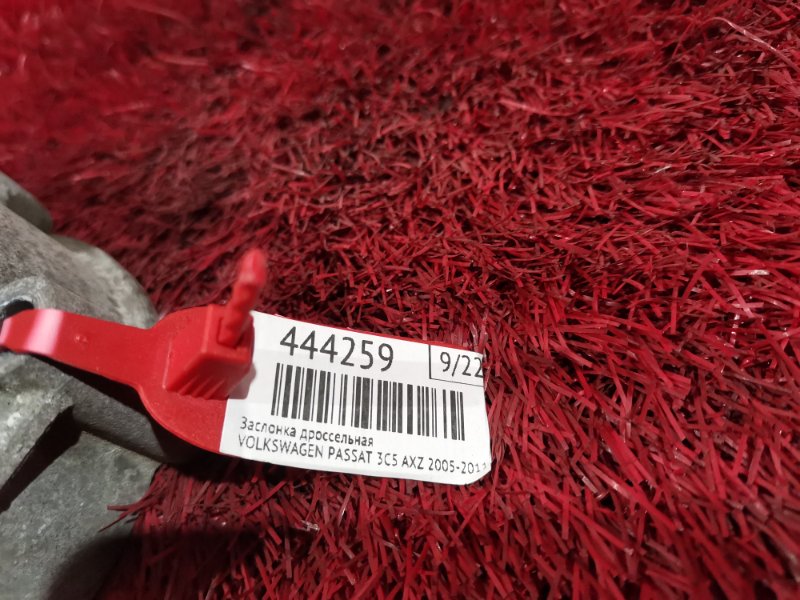 444259 9/22
Заслонка дроссельная
VOLKSWAGEN PASSAT 3C5 AXZ 2005-2011